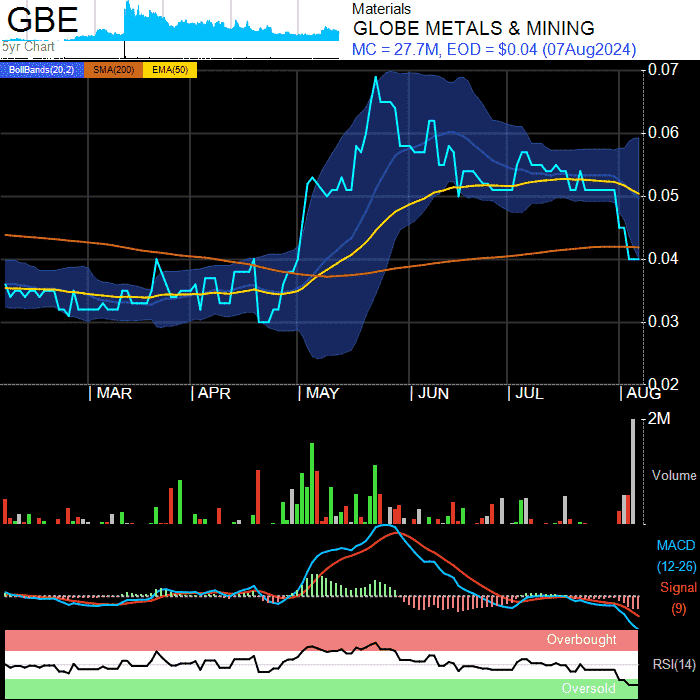 GBE
5yr Chart
Materials
GLOBE METALS & MINING
MC = 27.7M, EOD = $0.04 (07Aug2024)
BollBands(20,2) SMA(200) EMA(50)
0.07
0.06
0.05
0.04
0.03
0.02
| MAR | APR | MAY | JUN | JUL | AUG
2M
Volume
MACD
(12-26)
Signal
(9)
Overbought
RSI(14)
Oversold